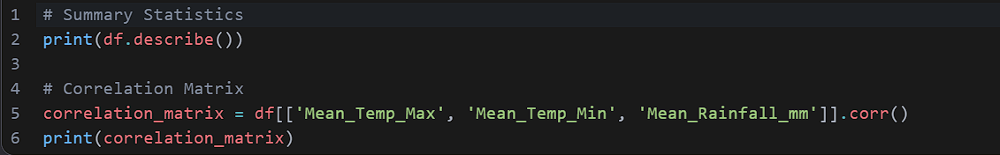 1 # Summary Statistics
2 print(df.describe())
3
4 # Correlation Matrix
5 correlation_matrix = df[['Mean_Temp_Max', 'Mean_Temp_Min', 'Mean_Rainfall_mm']].corr()
6 print(correlation_matrix)